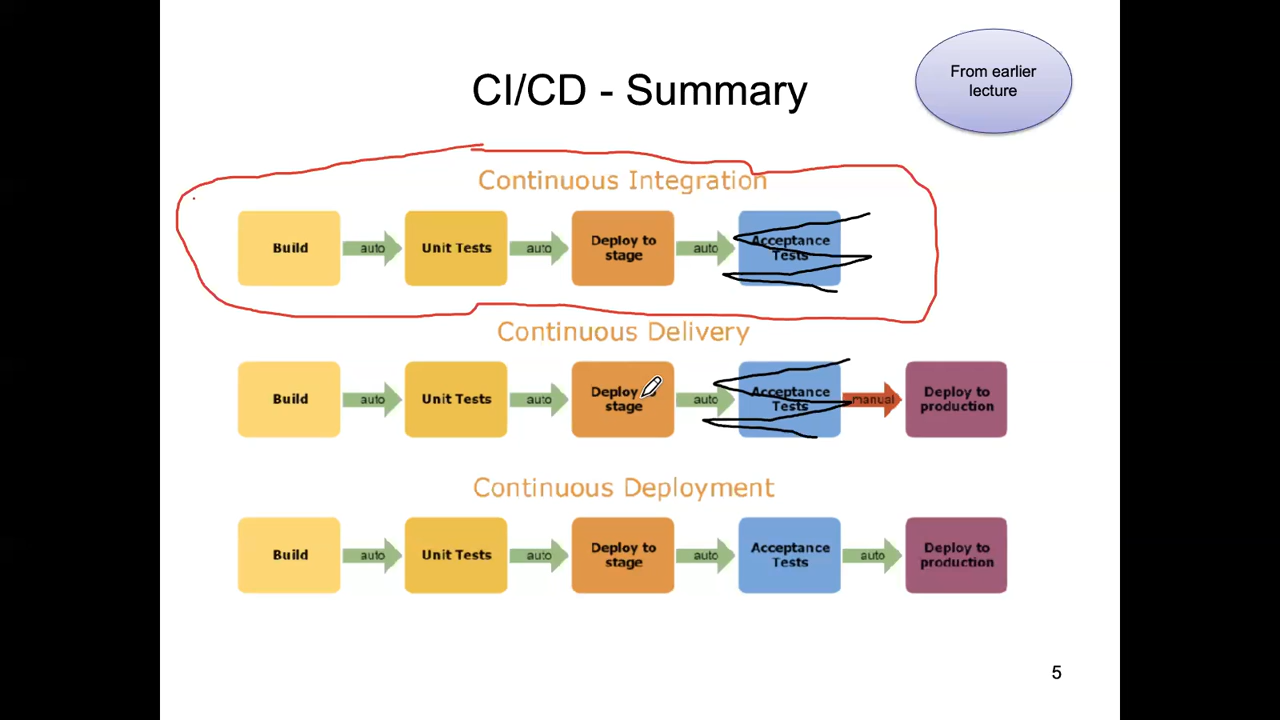 CI/CD - Summary
From earlier
lecture
Continuous Integration
Build
auto
Unit Tests
auto
Deploy to
stage
auto
Acceptance
Tests
Continuous Delivery
Build
auto
Unit Tests
auto
Deploy
stage
auto
Acceptance
Tests
manual
Deploy to
production
Continuous Deployment
Build
auto
Unit Tests
auto
Deploy to
stage
auto
Acceptance
Tests
auto
Deploy to
production
5